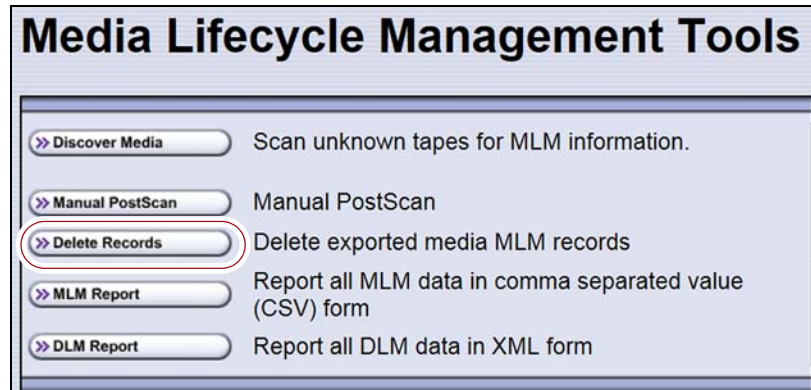 Media Lifecycle Management Tools
Discover Media Scan unknown tapes for MLM information.
Manual PostScan Manual PostScan
Delete Records Delete exported media MLM records
MLM Report Report all MLM data in comma separated value
(CSV) form
DLM Report Report all DLM data in XML form